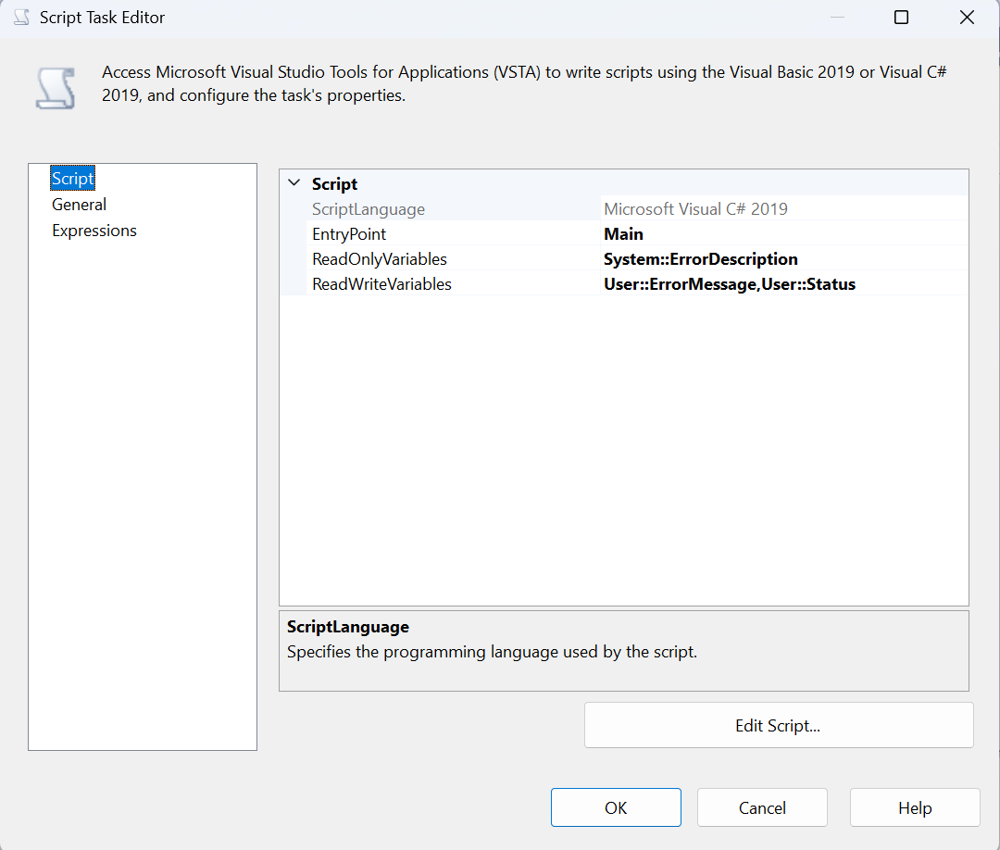 Script Task Editor
Access Microsoft Visual Studio Tools for Applications (VSTA) to write scripts using the Visual Basic 2019 or Visual C#
2019, and configure the task's properties.
Script
General
Expressions
Script
ScriptLanguage Microsoft Visual C# 2019
EntryPoint Main
ReadOnlyVariables System::ErrorDescription
ReadWriteVariables User::ErrorMessage,User::Status
ScriptLanguage
Specifies the programming language used by the script.
Edit Script...
OK Cancel Help